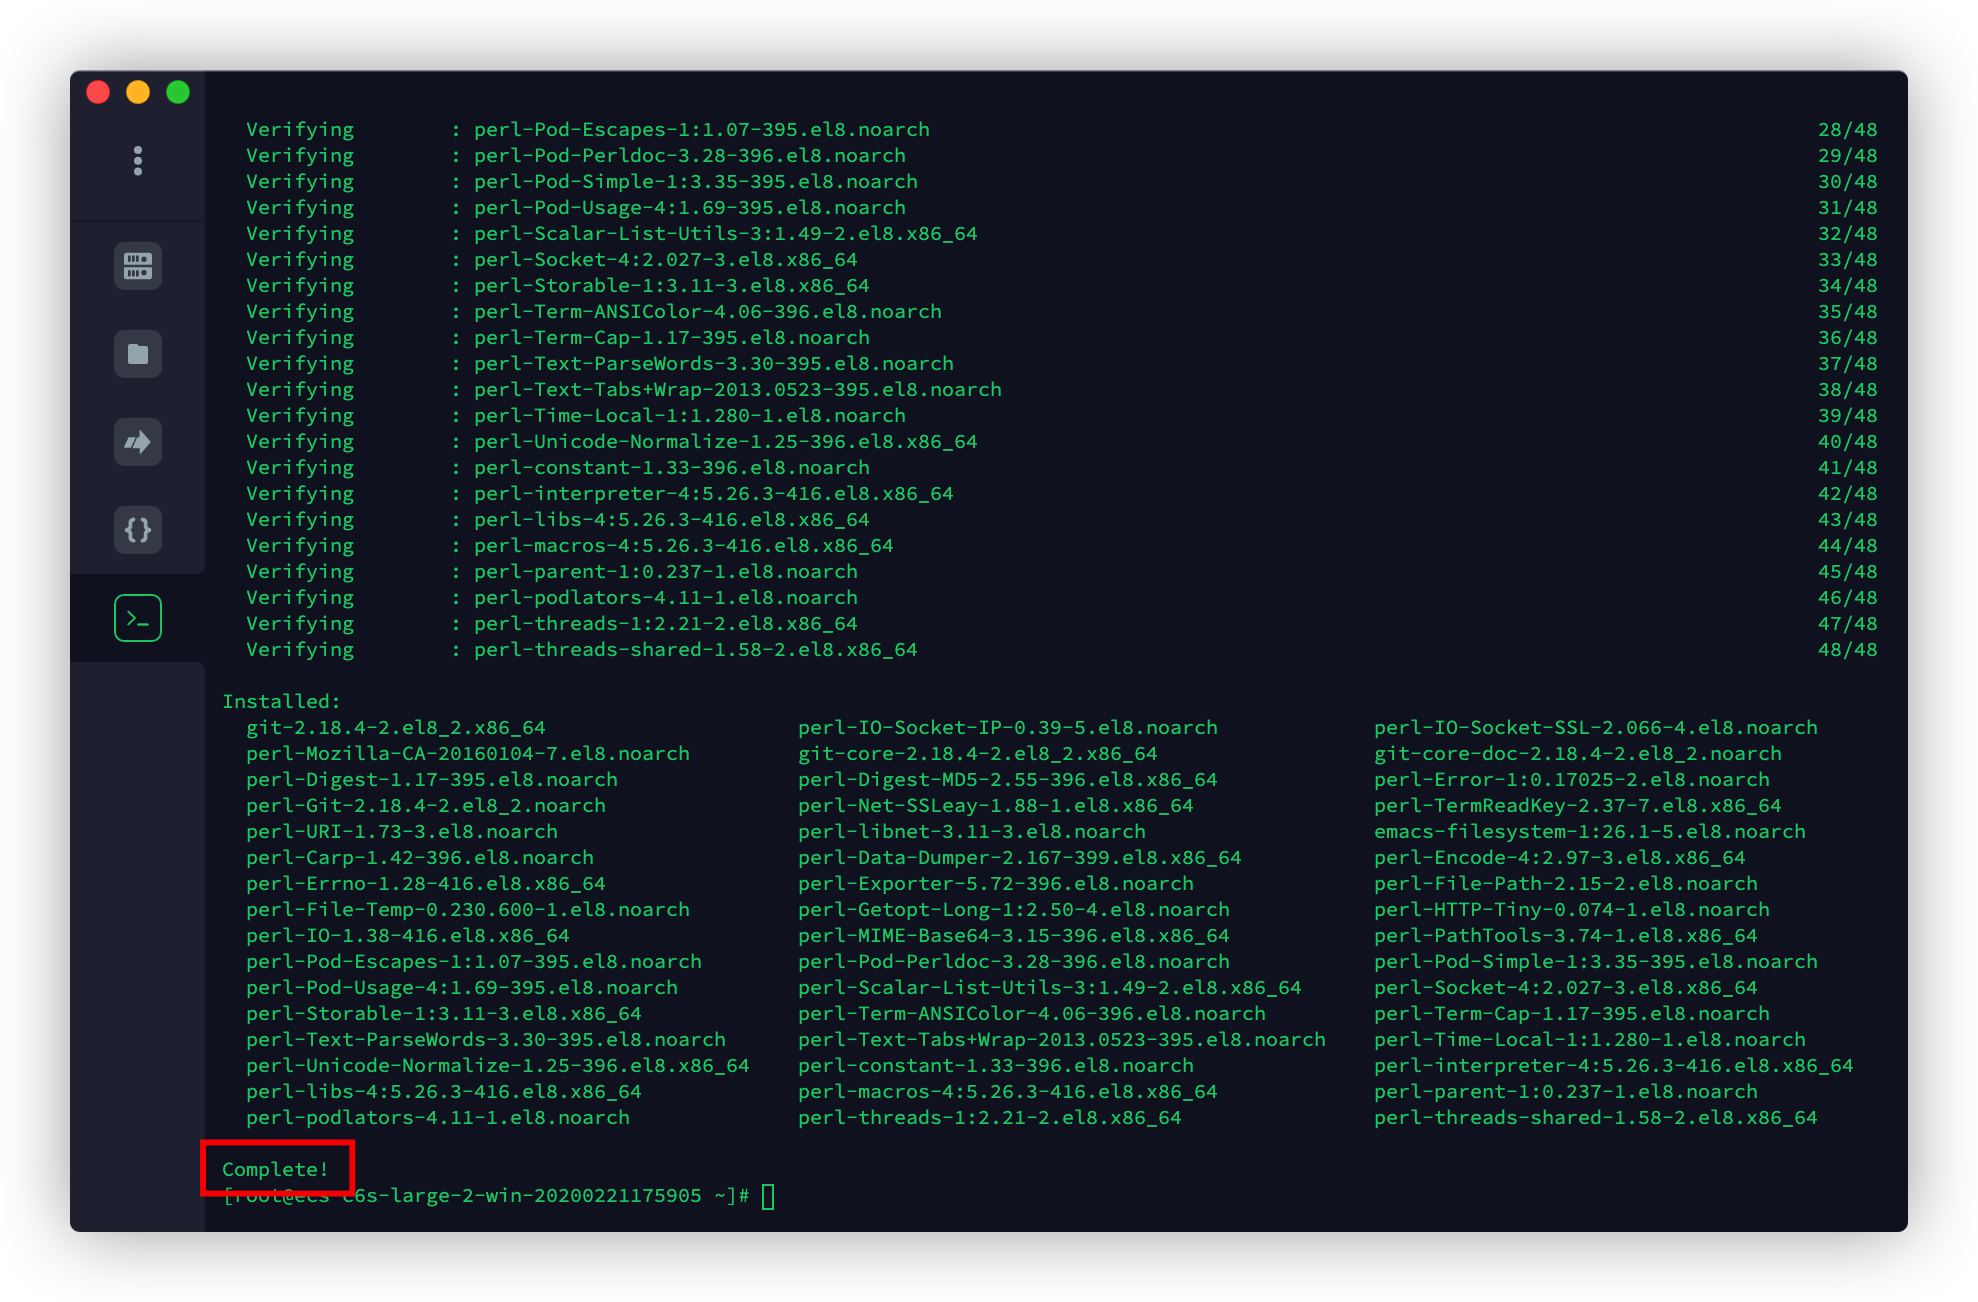 Verifying : perl-Pod-Escapes-1:1.07-395.el8.noarch 28/48
Verifying : perl-Pod-Perldoc-3.28-396.el8.noarch 29/48
Verifying : perl-Pod-Simple-1:3.35-395.el8.noarch 30/48
Verifying : perl-Pod-Usage-4:1.69-395.el8.noarch 31/48
Verifying : perl-Scalar-List-Utils-3:1.49-2.el8.x86_64 32/48
Verifying : perl-Socket-4:2.027-3.el8.x86_64 33/48
Verifying : perl-Storable-1:3.11-3.el8.x86_64 34/48
Verifying : perl-Term-ANSIColor-4.06-396.el8.noarch 35/48
Verifying : perl-Term-Cap-1.17-395.el8.noarch 36/48
Verifying : perl-Text-ParseWords-3.30-395.el8.noarch 37/48
Verifying : perl-Text-Tabs+Wrap-2013.0523-395.el8.noarch 38/48
Verifying : perl-Time-Local-1:1.280-1.el8.noarch 39/48
Verifying : perl-Unicode-Normalize-1.25-396.el8.x86_64 40/48
Verifying : perl-constant-1.33-396.el8.noarch 41/48
Verifying : perl-interpreter-4:5.26.3-416.el8.x86_64 42/48
Verifying : perl-libs-4:5.26.3-416.el8.x86_64 43/48
Verifying : perl-macros-4:5.26.3-416.el8.x86_64 44/48
Verifying : perl-parent-1:0.237-1.el8.noarch 45/48
Verifying : perl-podlators-4.11-1.el8.noarch 46/48
Verifying : perl-threads-1:2.21-2.el8.x86_64 47/48
Verifying : perl-threads-shared-1.58-2.el8.x86_64 48/48
Installed:
git-2.18.4-2.el8_2.x86_64 perl-IO-Socket-IP-0.39-5.el8.noarch perl-IO-Socket-SSL-2.066-4.el8.noarch
perl-Mozilla-CA-20160104-7.el8.noarch git-core-2.18.4-2.el8_2.x86_64 git-core-doc-2.18.4-2.el8_2.noarch
perl-Digest-1.17-395.el8.noarch perl-Digest-MD5-2.55-396.el8.x86_64 perl-Error-1:0.17025-2.el8.noarch
perl-Git-2.18.4-2.el8_2.noarch perl-Net-SSLeay-1.88-1.el8.x86_64 perl-TermReadKey-2.37-7.el8.x86_64
perl-URI-1.73-3.el8.noarch perl-libnet-3.11-3.el8.noarch emacs-filesystem-1:26.1-5.el8.noarch
perl-Carp-1.42-396.el8.noarch perl-Data-Dumper-2.167-399.el8.x86_64 perl-Encode-4:2.97-3.el8.x86_64
perl-Errno-1.28-416.el8.x86_64 perl-Exporter-5.72-396.el8.noarch perl-File-Path-2.15-2.el8.noarch
perl-File-Temp-0.230.600-1.el8.noarch perl-Getopt-Long-1:2.50-4.el8.noarch perl-HTTP-Tiny-0.074-1.el8.noarch
perl-IO-1.38-416.el8.x86_64 perl-MIME-Base64-3.15-396.el8.x86_64 perl-PathTools-3.74-1.el8.x86_64
perl-Pod-Escapes-1:1.07-395.el8.noarch perl-Pod-Perldoc-3.28-396.el8.noarch perl-Pod-Simple-1:3.35-395.el8.noarch
perl-Pod-Usage-4:1.69-395.el8.noarch perl-Scalar-List-Utils-3:1.49-2.el8.x86_64 perl-Socket-4:2.027-3.el8.x86_64
perl-Storable-1:3.11-3.el8.x86_64 perl-Term-ANSIColor-4.06-396.el8.noarch perl-Term-Cap-1.17-395.el8.noarch
perl-Text-ParseWords-3.30-395.el8.noarch perl-Text-Tabs+Wrap-2013.0523-395.el8.noarch perl-Time-Local-1:1.280-1.el8.noarch
perl-Unicode-Normalize-1.25-396.el8.x86_64 perl-constant-1.33-396.el8.noarch perl-interpreter-4:5.26.3-416.el8.x86_64
perl-libs-4:5.26.3-416.el8.x86_64 perl-macros-4:5.26.3-416.el8.x86_64 perl-parent-1:0.237-1.el8.noarch
perl-podlators-4.11-1.el8.noarch perl-threads-1:2.21-2.el8.x86_64 perl-threads-shared-1.58-2.el8.x86_64
Complete!
[root@ecs-c6s-large-2-win-20200221175905 ~]#